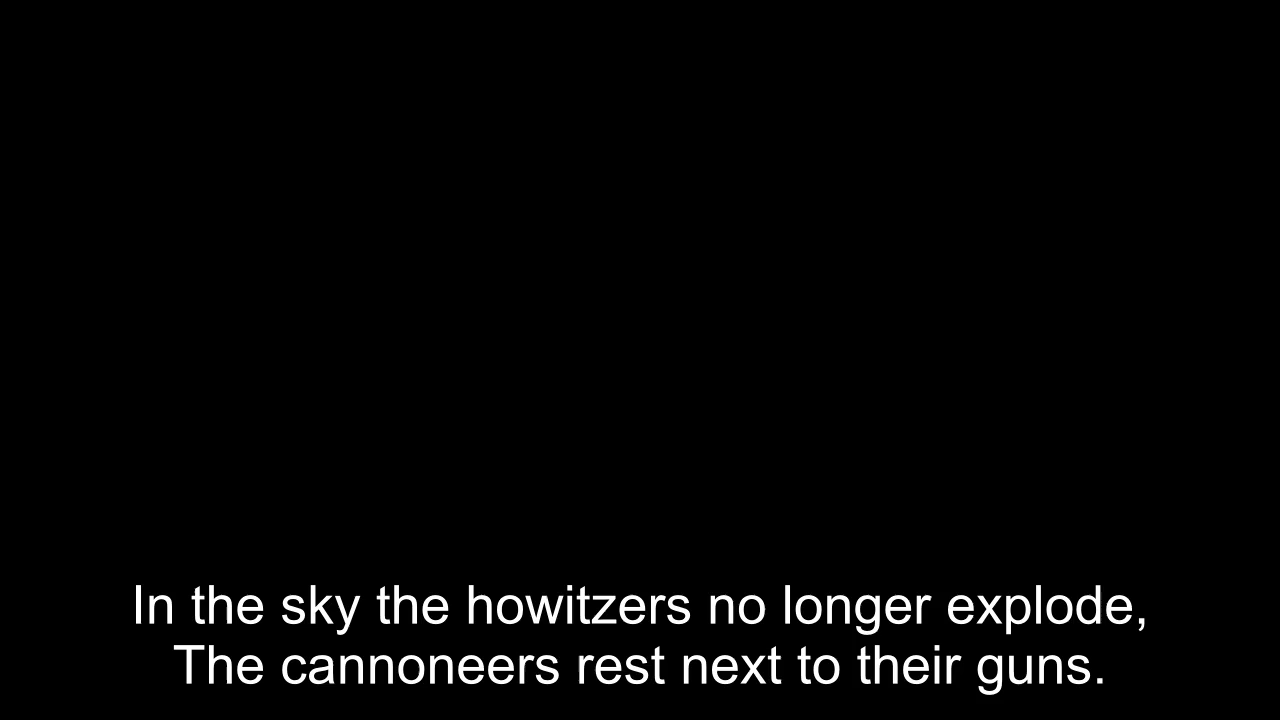 In the sky the howitzers no longer explode,
The cannoneers rest next to their guns.